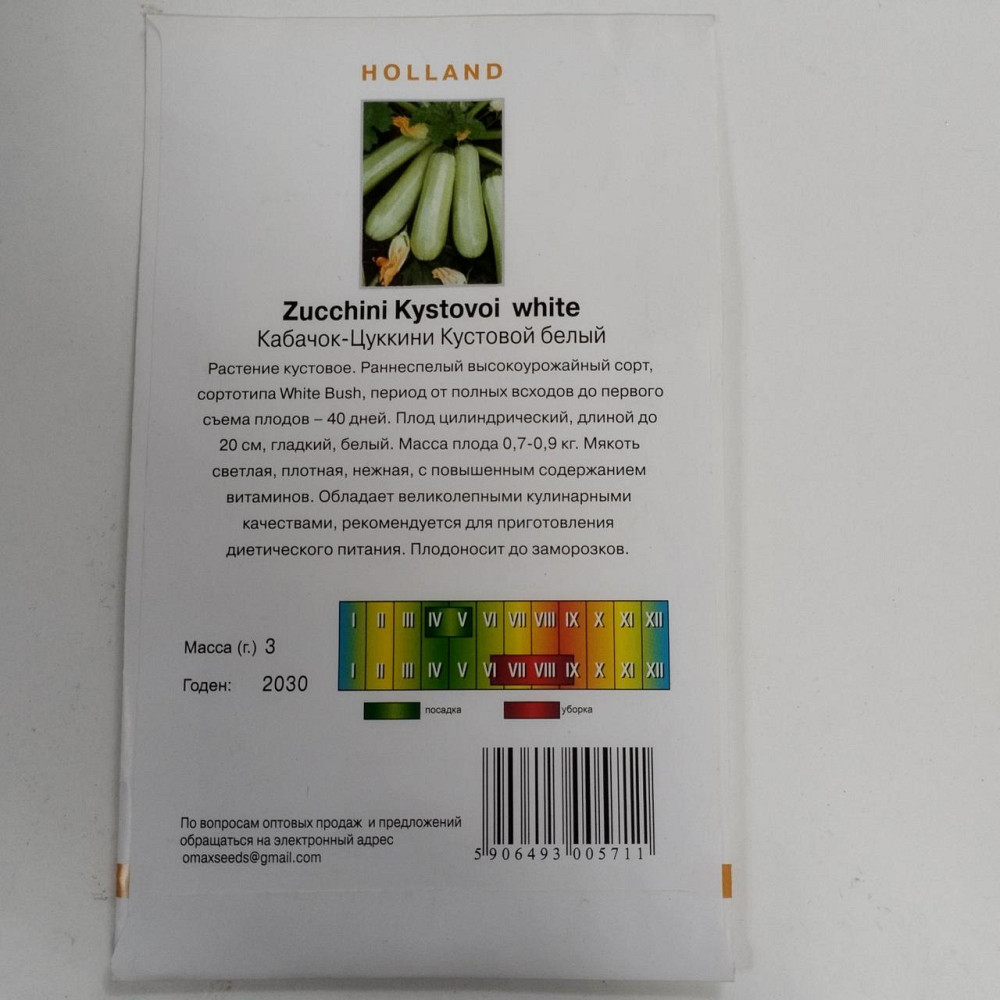 HOLLAND
Zucchini Kystovoi white
Кабачок-Цуккини Кустовой белый
Растение кустовое. Раннеспелый высокоурожайный сорт,
сортотипа White Bush, период от полных всходов до первого
съема плодов – 40 дней. Плод цилиндрический, длиной до
20 см, гладкий, белый. Масса плода 0,7-0,9 кг. Мякоть
светлая, плотная, нежная, с повышенным содержанием
витаминов. Обладает великолепными кулинарными
качествами, рекомендуется для приготовления
диетического питания. Плодоносит до заморозков.
I II III IV V VI VII VIII IX X XI XII
Масса (г.) 3
I II III IV V VI VII VIII IX X XI XII
Годен: 2030
посадка уборка
По вопросам оптовых продаж и предложений
обращаться на электронный адрес
omaxseeds@gmail.com
5 906493 005711